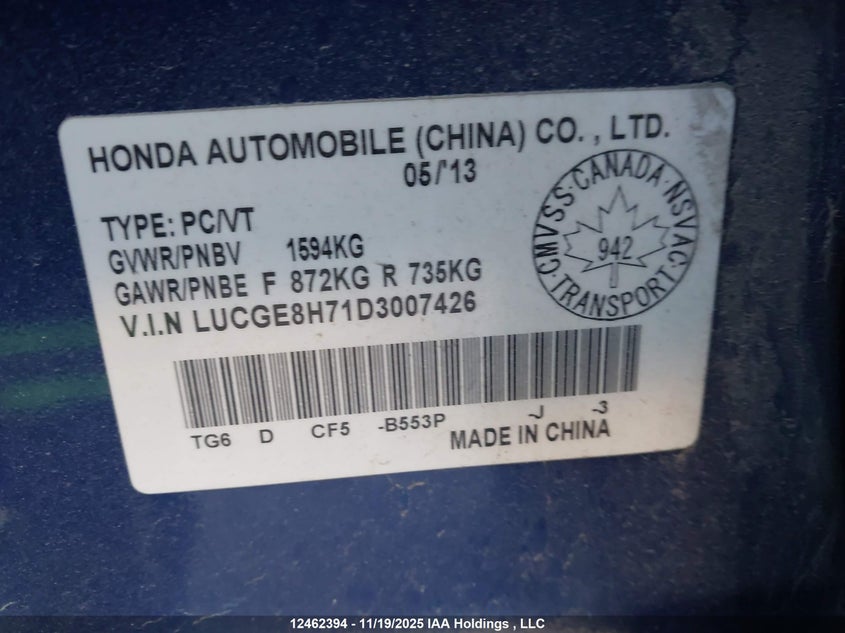 HONDA AUTOMOBILE (CHINA) CO., LTD.
05/'13
TYPE: PC/VT
GVWR/PNBV 1594KG
GAWR/PNBE F 872KG R 735KG
V.I.N LUCGE8H71D3007426
CMVSS·CANADA·NSVAC·TRANSPORT·
942
TG6 D CF5 -B553P ~J ~3
MADE IN CHINA
12462394 - 11/19/2025 IAA Holdings , LLC